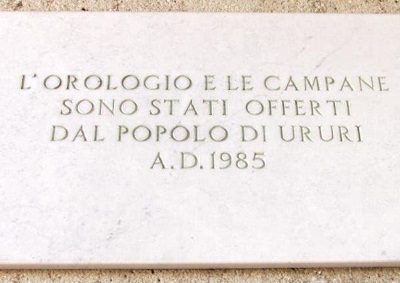 L'OROLOGIO E LE CAMPANE
SONO STATI OFFERTI
DAL POPOLO DI URURI
A.D.1985